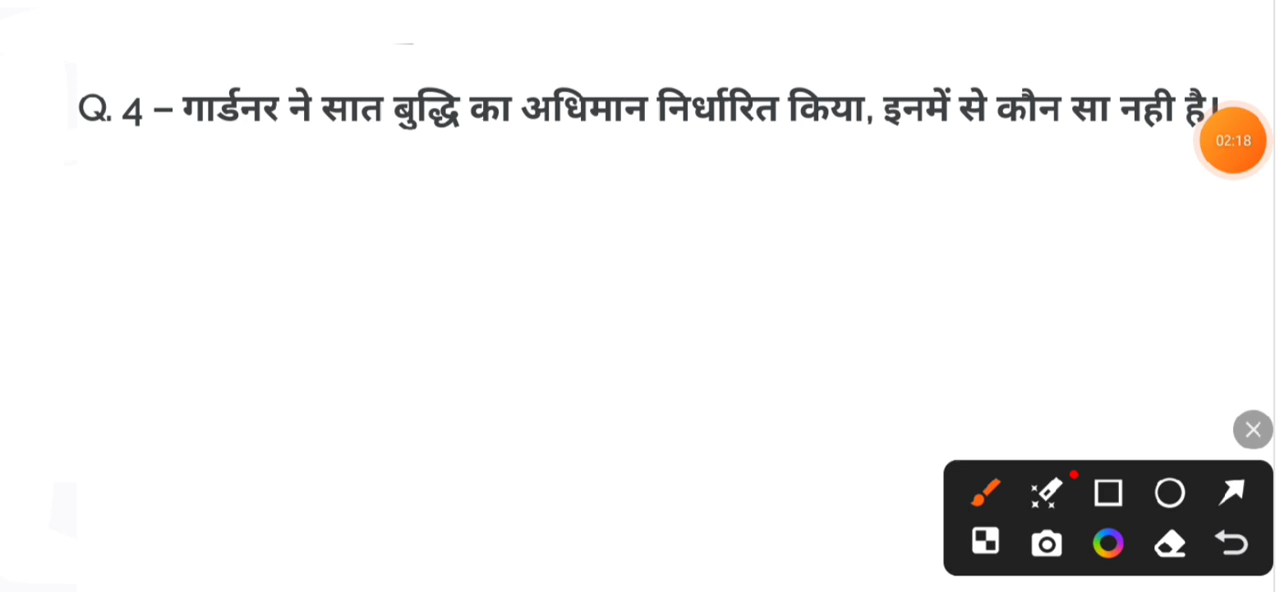 Q. 4 – गार्डनर ने सात बुद्धि का अधिमान निर्धारित किया, इनमें से कौन सा नही है।
02:18